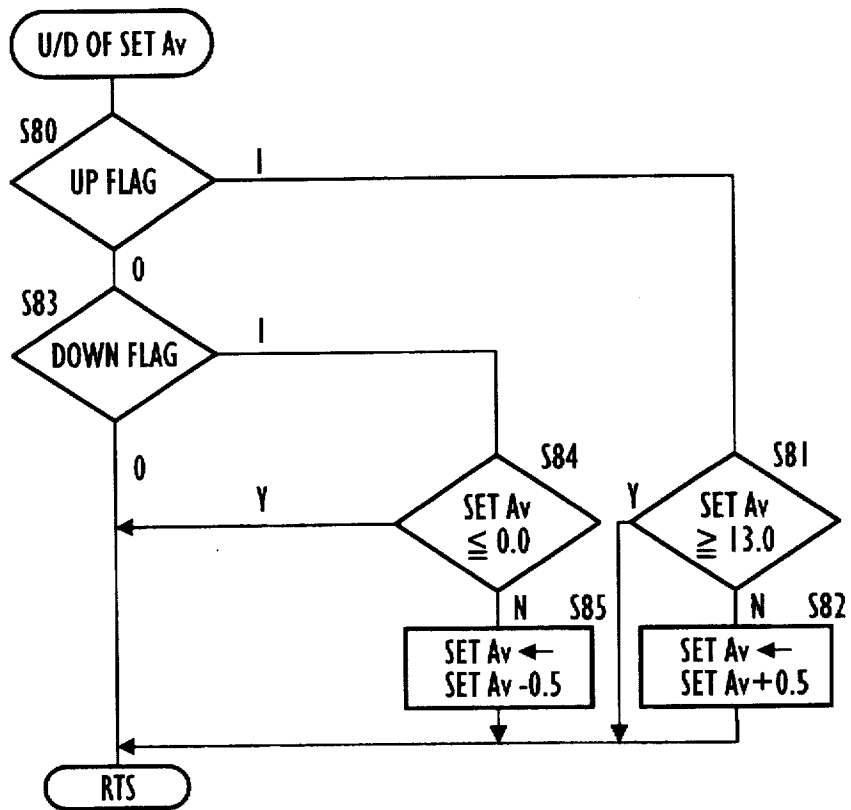 U/D OF SET Av
S80
UP FLAG
1
0
S83
DOWN FLAG
1
0
S84
SET Av
≦ 0.0
Y
N
S85
SET Av ←
SET Av -0.5
S81
SET Av
≧ 13.0
Y
N
S82
SET Av ←
SET Av+0.5
RTS